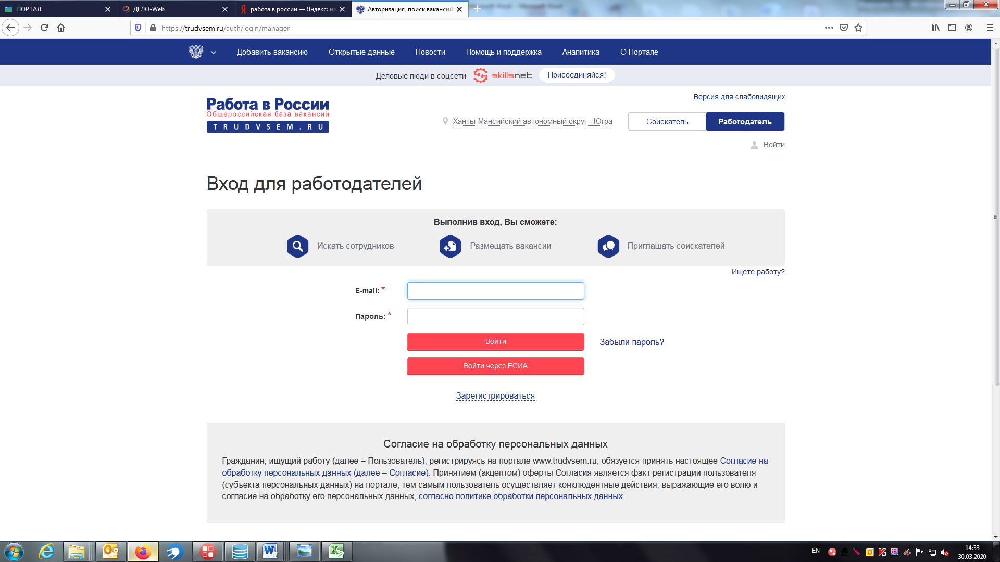 ПОРТАЛ
ДЕЛО-Web
работа в россии — Яндекс: на
Авторизация, поиск вакансий
https://trudvsem.ru/auth/login/manager
Добавить вакансию
Открытые данные
Новости
Помощь и поддержка
Аналитика
О Портале
Деловые люди в соцсети
skillsnet
Присоединяйся!
Версия для слабовидящих
Работа в России
Общероссийская база вакансий
TRUDVSEM.RU
Ханты-Мансийский автономный округ - Югра
Соискатель
Работодатель
Войти
Вход для работодателей
Выполнив вход, Вы сможете:
Искать сотрудников
Размещать вакансии
Приглашать соискателей
Ищете работу?
E-mail: *
Пароль: *
Войти
Забыли пароль?
Войти через ЕСИА
Зарегистрироваться
Согласие на обработку персональных данных
Гражданин, ищущий работу (далее – Пользователь), регистрируясь на портале www.trudvsem.ru, обязуется принять настоящее Согласие на
обработку персональных данных (далее – Согласие). Принятием (акцептом) оферты Согласия является факт регистрации пользователя
(субъекта персональных данных) на портале, тем самым пользователь осуществляет конклюдентные действия, выражающие его волю и
согласие на обработку его персональных данных, согласно политике обработки персональных данных.
EN
14:33
30.03.2020